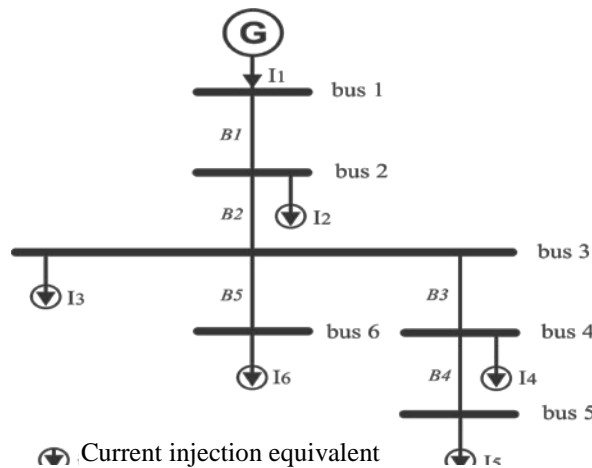 G
I1
bus 1
B1
bus 2
B2
I2
bus 3
I3
B5
B3
bus 6
bus 4
I6
B4
I4
bus 5
Current injection equivalent
I5